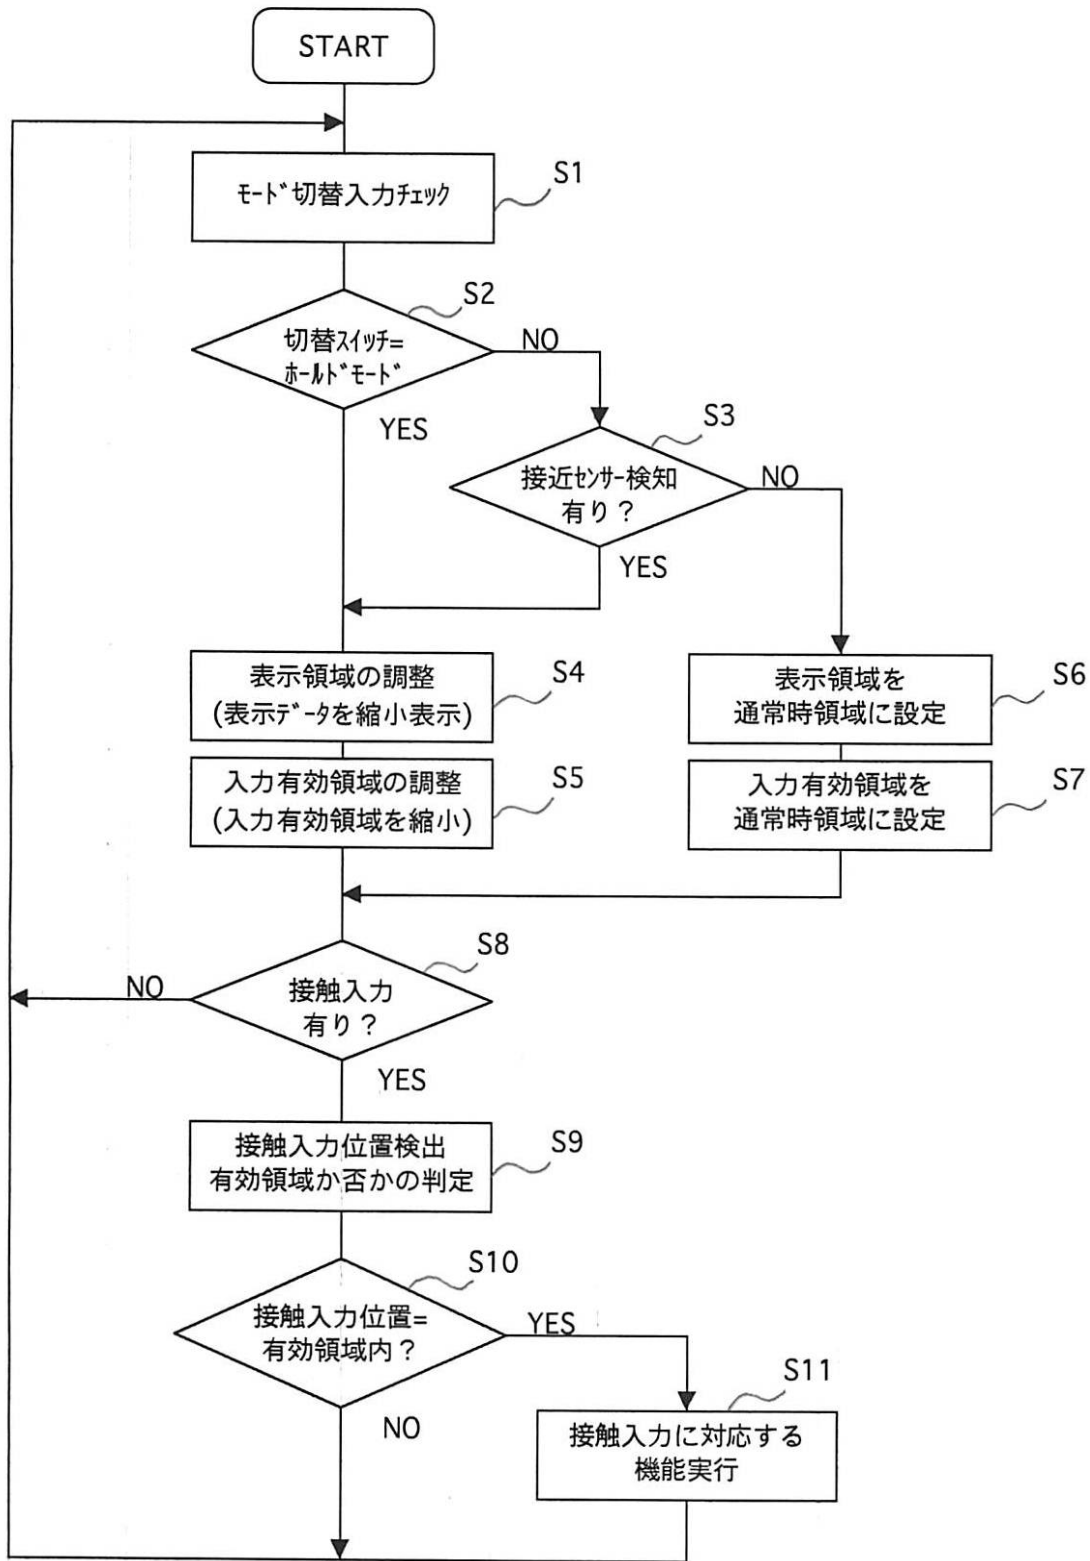 START
ﾓｰﾄﾞ切替入力ﾁｪｯｸ
S1
S2
切替ｽｲｯﾁ=
ﾎｰﾙﾄﾞﾓｰﾄﾞ
NO
YES
S3
接近ｾﾝｻｰ検知
有り？
NO
YES
表示領域の調整
(表示ﾃﾞｰﾀを縮小表示)
S4
表示領域を
通常時領域に設定
S6
入力有効領域の調整
(入力有効領域を縮小)
S5
入力有効領域を
通常時領域に設定
S7
S8
接触入力
有り？
NO
YES
接触入力位置検出
有効領域か否かの判定
S9
S10
接触入力位置=
有効領域内？
YES
NO
S11
接触入力に対応する
機能実行